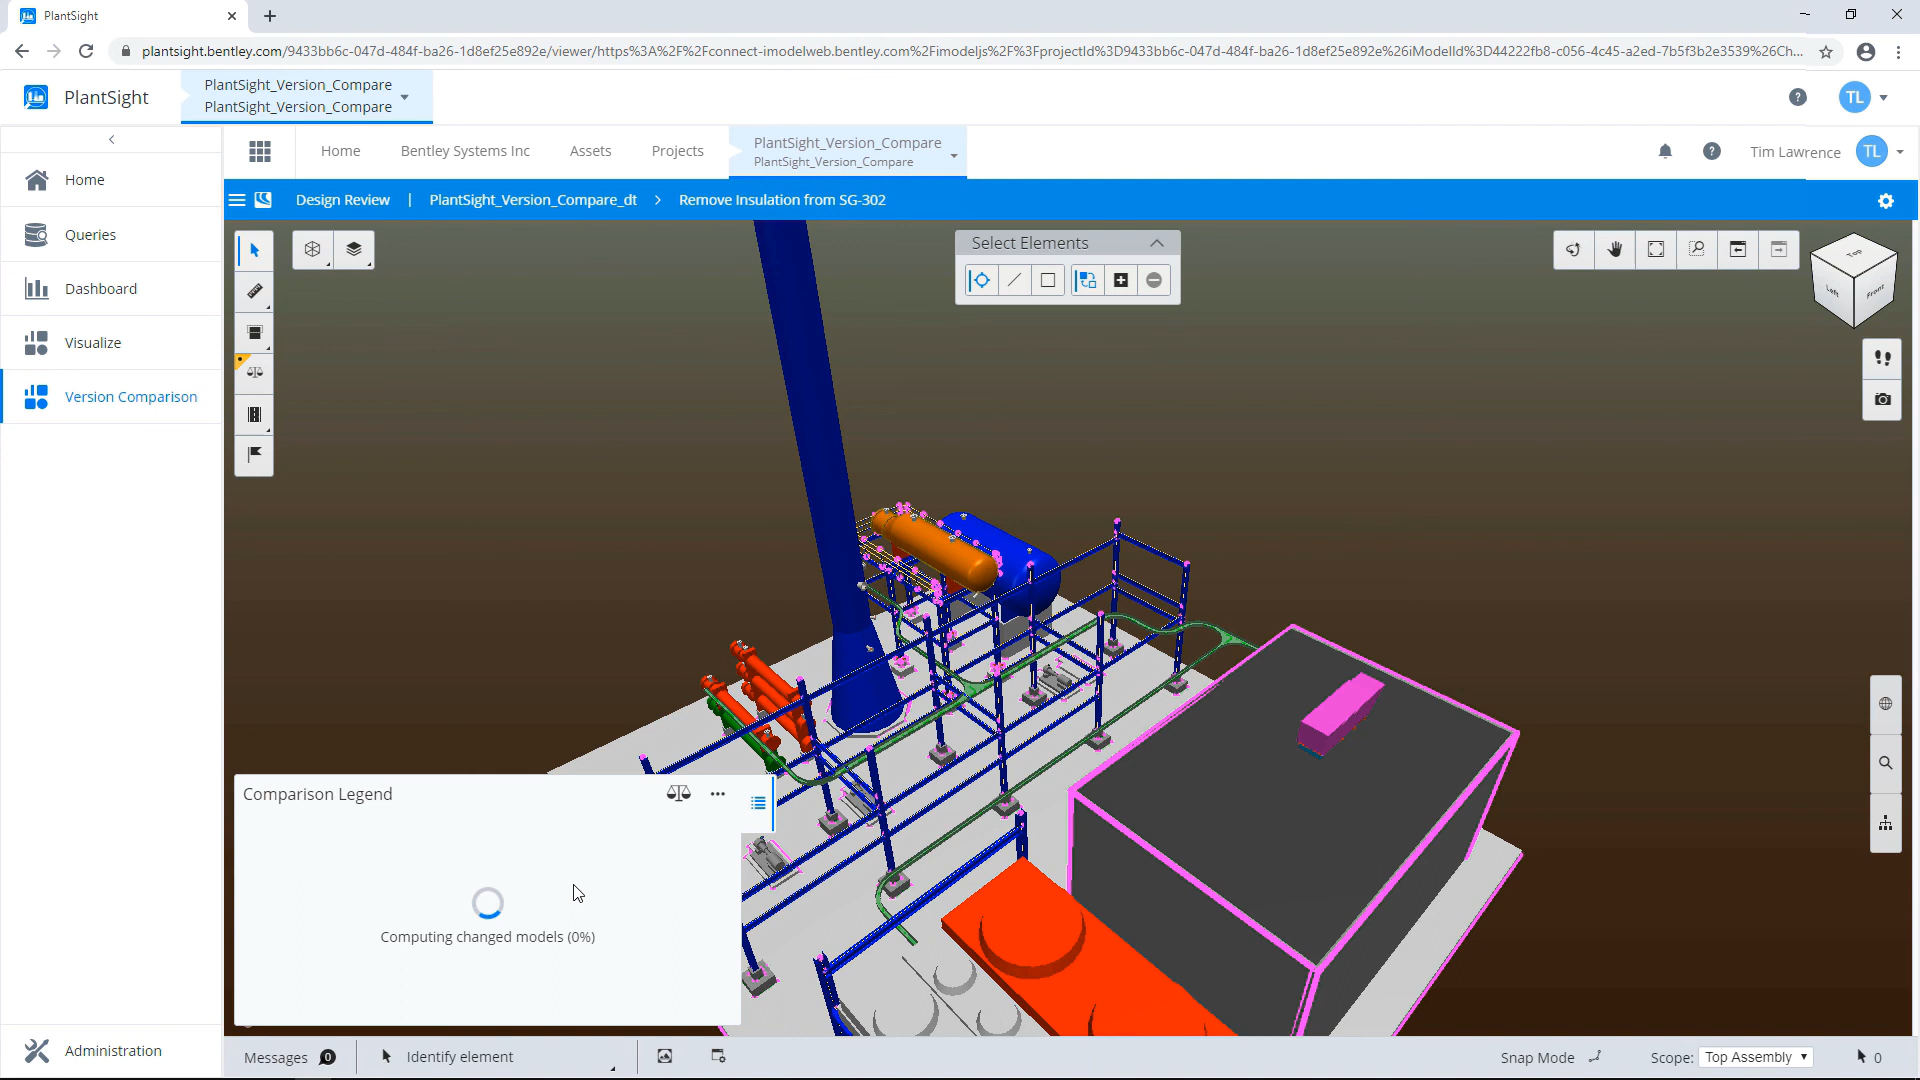 PlantSight
plantsight.bentley.com/9433bb6c-047d-484f-ba26-1d8ef25e892e/viewer/https%3A%2F%2Fconnect-imodelweb.bentley.com%2Fimodeljs%2F%3FprojectId%3D9433bb6c-047d-484f-ba26-1d8ef25e892e%26iModelId%3D44222fb8-c056-4c45-a2ed-7b5f3b2e3539%26Ch...
PlantSight
PlantSight_Version_Compare
PlantSight_Version_Compare
TL
Home
Bentley Systems Inc
Assets
Projects
PlantSight_Version_Compare
PlantSight_Version_Compare
Tim Lawrence
TL
Home
Queries
Dashboard
Visualize
Version Comparison
Administration
Design Review | PlantSight_Version_Compare_dt > Remove Insulation from SG-302
Select Elements
Top
Left
Front
Comparison Legend
Computing changed models (0%)
Messages 0
Identify element
Snap Mode
Scope: Top Assembly
0